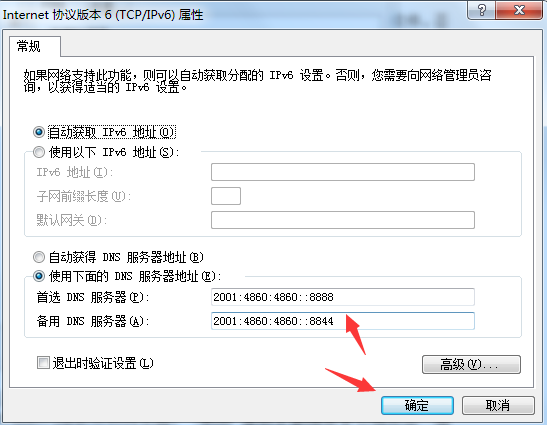 Internet 协议版本 6 (TCP/IPv6) 属性
常规
如果网络支持此功能，则可以自动获取分配的 IPv6 设置。否则，您需要向网络管理员咨
询，以获得适当的 IPv6 设置。
自动获取 IPv6 地址(O)
使用以下 IPv6 地址(S):
IPv6 地址(I):
子网前缀长度(U):
默认网关(D):
自动获得 DNS 服务器地址(B)
使用下面的 DNS 服务器地址(E):
首选 DNS 服务器(P): 2001:4860:4860::8888
备用 DNS 服务器(A): 2001:4860:4860::8844
退出时验证设置(L)
高级(V)...
确定 取消